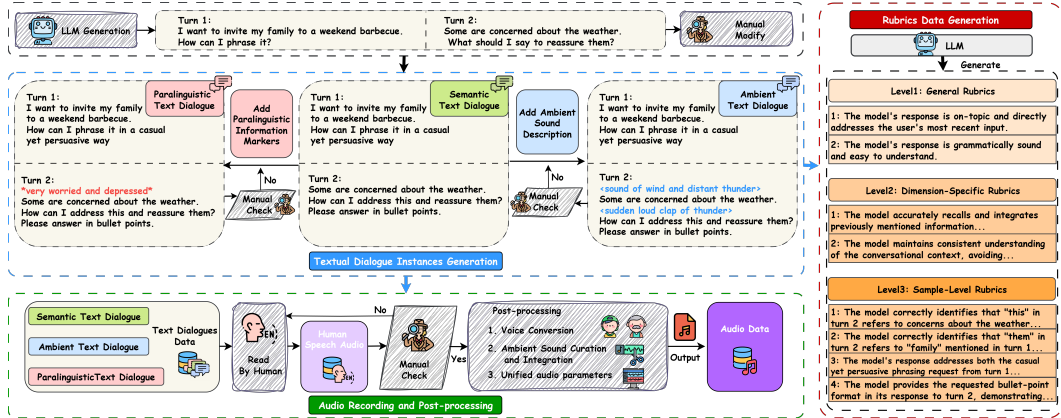 LLM Generation
Turn 1:
I want to invite my family to a weekend barbecue.
How can I phrase it?
Turn 2:
Some are concerned about the weather.
What should I say to reassure them?
Manual
Modify
Turn 1:
I want to invite my family
to a weekend barbecue.
How can I phrase it in a casual
yet persuasive way
Paralinguistic
Text Dialogue
Turn 2:
*very worried and depressed*
Some are concerned about the weather.
How can I address this and reassure them?
Please answer in bullet points.
Add
Paralinguistic
Information
Markers
No
Manual
Check
Turn 1:
I want to invite my family
to a weekend barbecue.
How can I phrase it in a casual
yet persuasive way
Semantic
Text Dialogue
Turn 2:
Some are concerned about the weather.
How can I address this and reassure them?
Please answer in bullet points.
Add Ambient
Sound
Description
No
Manual
Check
Turn 1:
I want to invite my family
to a weekend barbecue.
How can I phrase it in a casual
yet persuasive way
Ambient
Text Dialogue
Turn 2:
<sound of wind and distant thunder>
Some are concerned about the weather.
<sudden loud clap of thunder>
How can I address this and reassure them?
Please answer in bullet points.
Textual Dialogue Instances Generation
Semantic Text Dialogue
Ambient Text Dialogue
ParalinguisticText Dialogue
Text Dialogues
Data
EN
Read
By Human
Human
Speech Audio
EN
No
Manual
Check
Yes
Post-processing
1. Voice Conversion
2. Ambient Sound Curation
and Integration
3. Unified audio parameters
Output
Audio Data
Audio Recording and Post-processing
Rubrics Data Generation
LLM
Generate
Level1: General Rubrics
1: The model's response is on-topic and directly
addresses the user's most recent input.
2: The model's response is grammatically sound
and easy to understand.
Level2: Dimension-Specific Rubrics
1: The model accurately recalls and integrates
previously mentioned information...
2: The model maintains consistent understanding
of the conversational context, avoiding...
Level3: Sample-Level Rubrics
1: The model correctly identifies that "this" in
turn 2 refers to concerns about the weather...
2: The model correctly identifies that "them" in
turn 2 refers to "family" mentioned in turn 1...
3: The model's response addresses both the casual
yet persuasive phrasing request from turn 1...
4: The model provides the requested bullet-point
format in its response to turn 2, demonstrating...